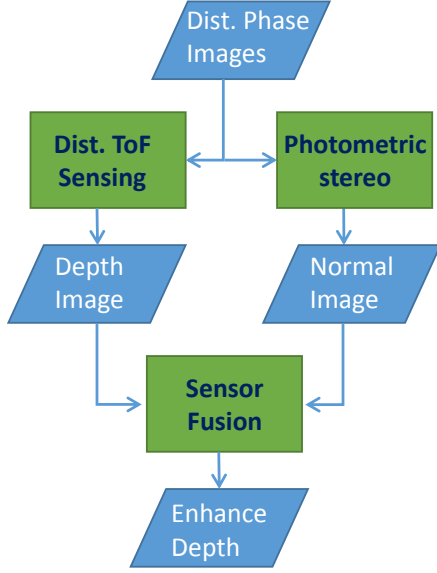 Dist. Phase
Images
Dist. ToF
Sensing
Photometric
stereo
Depth
Image
Normal
Image
Sensor
Fusion
Enhance
Depth